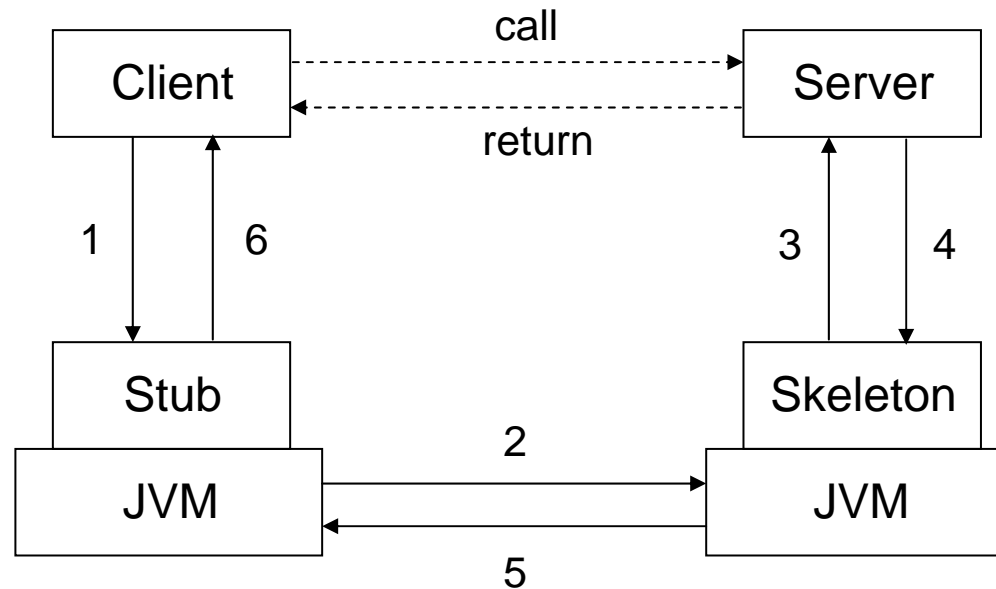 call
Client
Server
return
1
6
3
4
Stub
Skeleton
2
JVM
JVM
5